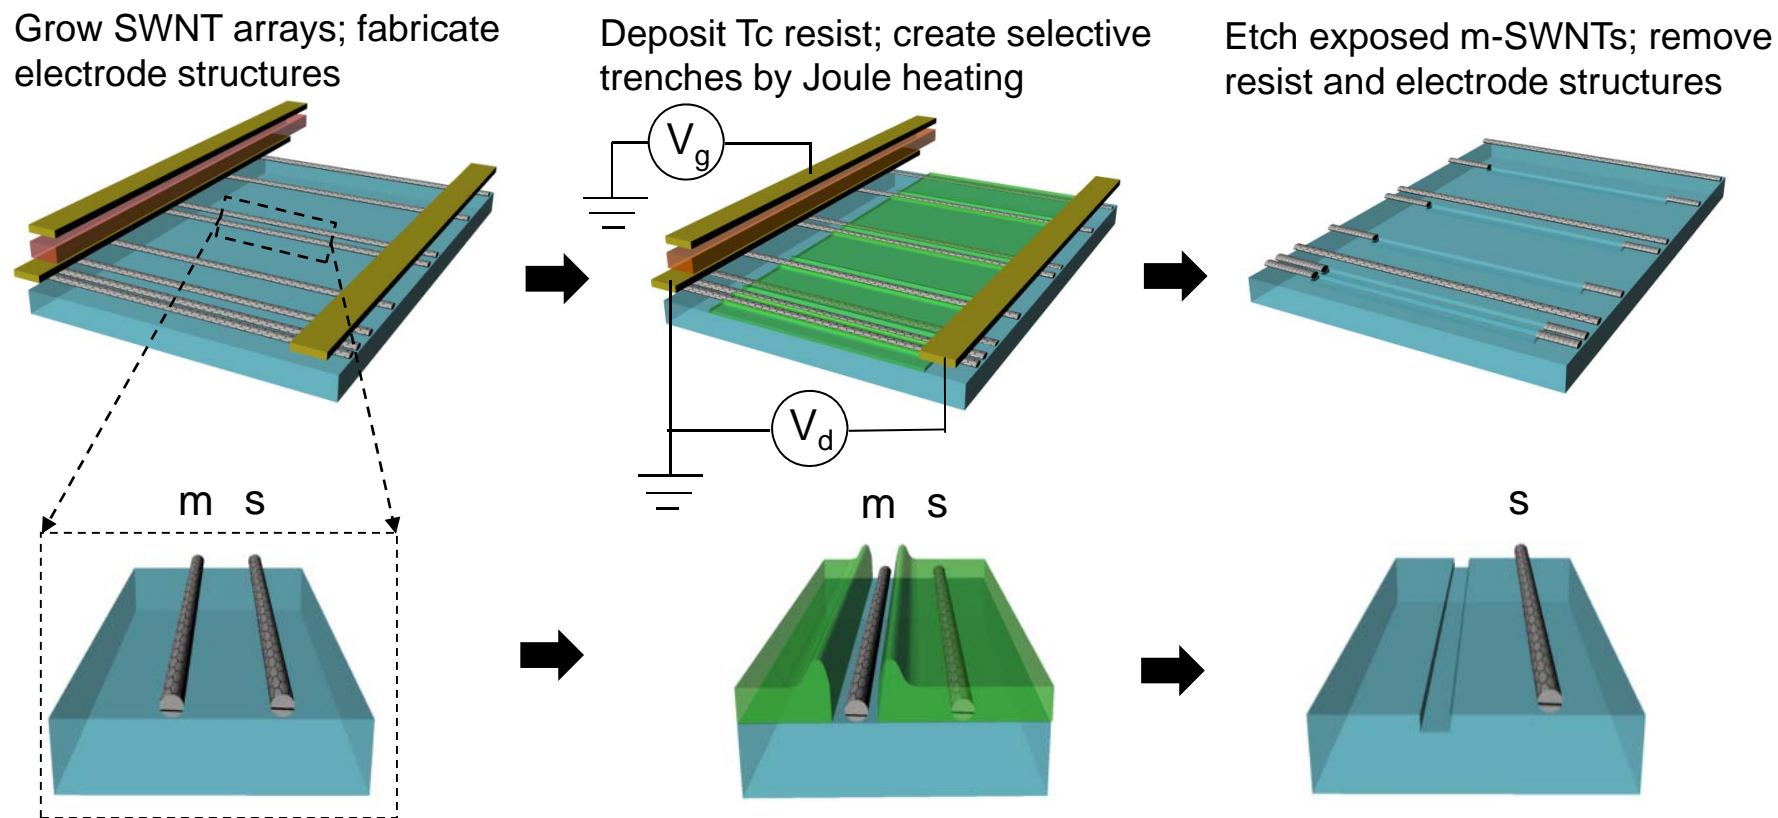 Grow SWNT arrays; fabricate
electrode structures
Deposit Tc resist; create selective
trenches by Joule heating
Etch exposed m-SWNTs; remove
resist and electrode structures
Vg
Vd
m s
m s
s